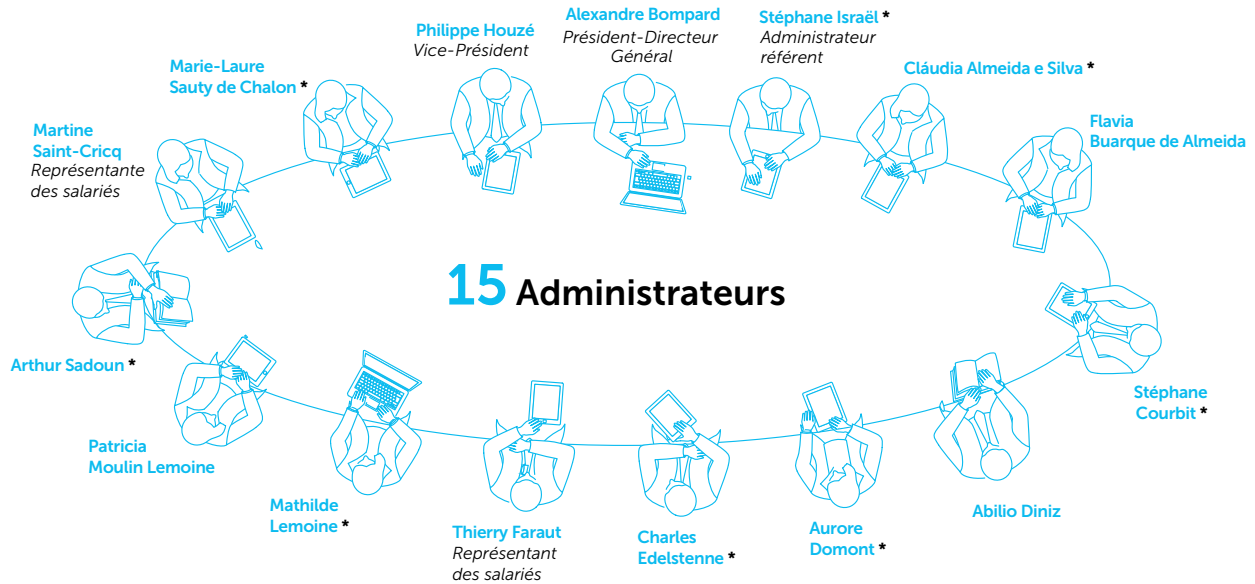 Alexandre Bompard
Président-Directeur
Général
Stéphane Israël *
Administrateur
référent
Philippe Houzé
Vice-Président
Cláudia Almeida e Silva *
Marie-Laure
Sauty de Chalon *
Flavia
Buarque de Almeida
Martine
Saint-Cricq
Représentante
des salariés
15 Administrateurs
Arthur Sadoun *
Stéphane
Courbit *
Patricia
Moulin Lemoine
Abilio Diniz
Mathilde
Lemoine *
Thierry Faraut
Représentant
des salariés
Charles
Edelstenne *
Aurore
Domont *